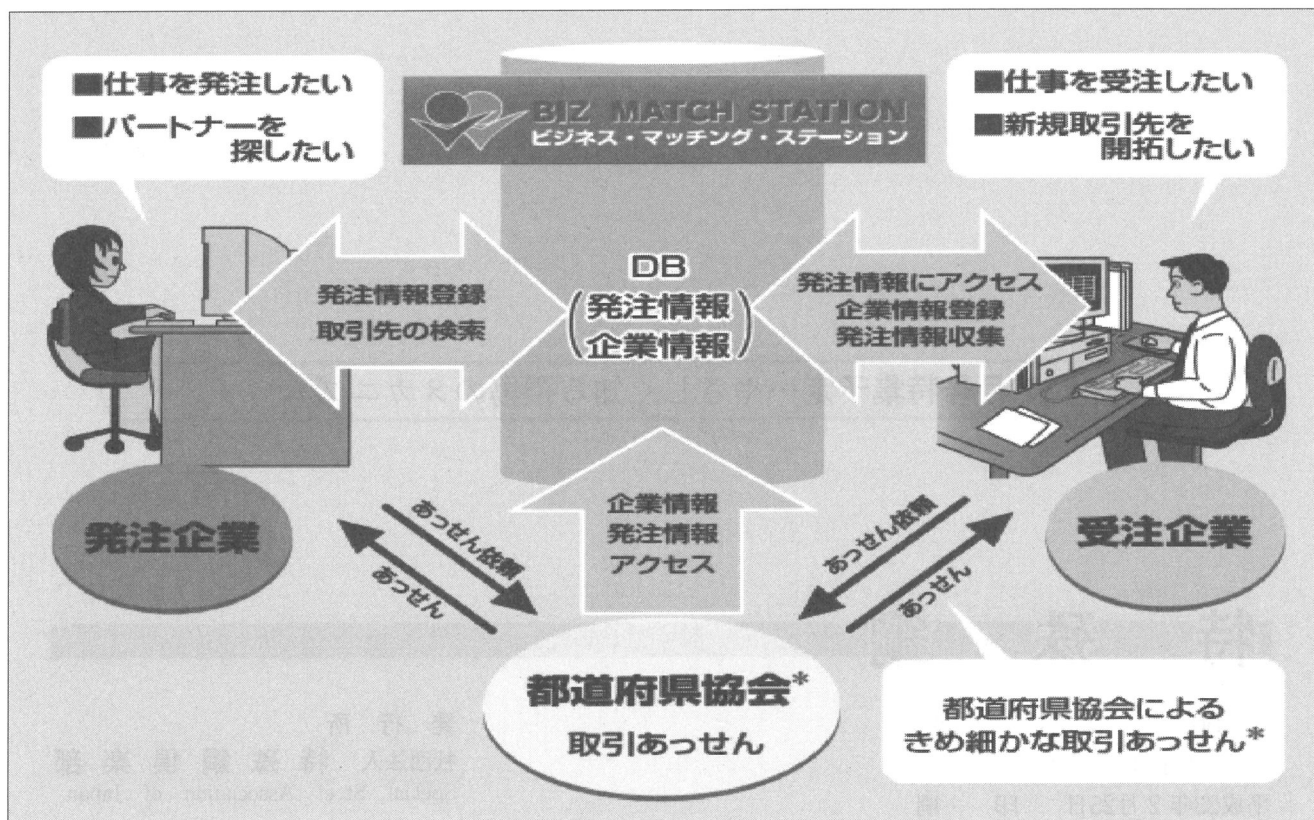 ■仕事を発注したい
■パートナーを
探したい
BIZ MATCH STATION
ビジネス・マッチング・ステーション
■仕事を受注したい
■新規取引先を
開拓したい
発注情報登録
取引先の検索
DB
(発注情報
企業情報)
発注情報にアクセス
企業情報登録
発注情報収集
発注企業
あっせん依頼
あっせん
企業情報
発注情報
アクセス
あっせん依頼
あっせん
受注企業
都道府県協会*
取引あっせん
都道府県協会による
きめ細かな取引あっせん*